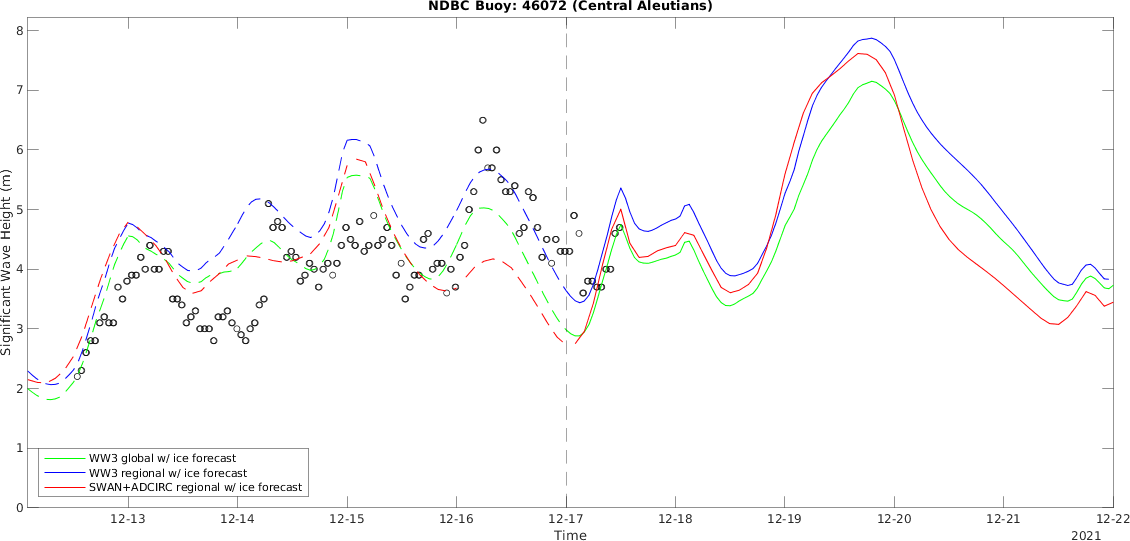 NDBC Buoy: 46072 (Central Aleutians)
Significant Wave Height (m)
8
7
6
5
4
3
2
1
0
WW3 global w/ ice forecast
WW3 regional w/ ice forecast
SWAN+ADCIRC regional w/ ice forecast
12-13 12-14 12-15 12-16 12-17 12-18 12-19 12-20 12-21 12-22
Time
2021